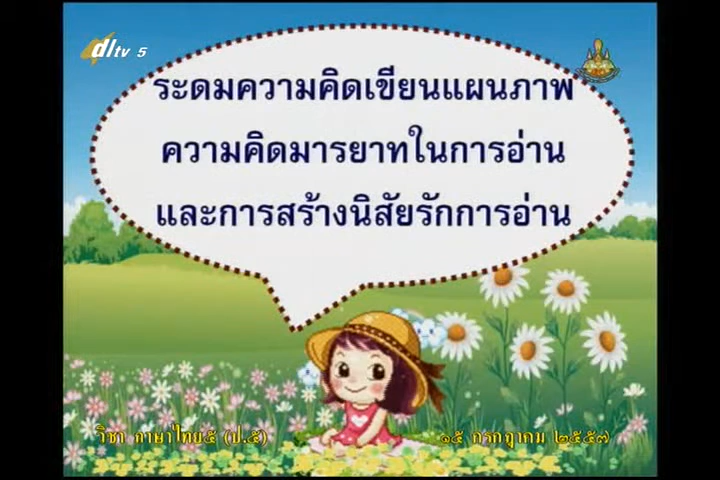 dltv 5
ระดมความคิดเขียนแผนภาพ
ความคิดมารยาทในการอ่าน
และการสร้างนิสัยรักการอ่าน
วิชา ภาษาไทย๕ (ป.๕)
๑๕ กรกฎาคม ๒๕๕๗